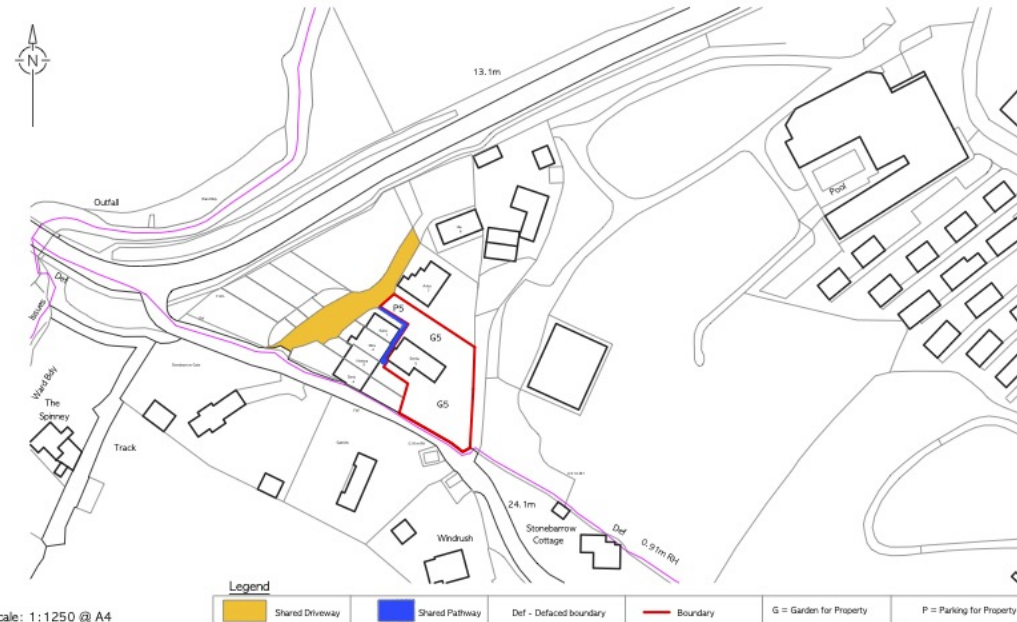 N
13.1m
Outfall
Pool
Def
Issues
P5
G5
G5
Ward Bdy
The
Spinney
Track
24.1m
Stonebarrow
Cottage
Def
0.91m RH
Windrush
Legend
cale: 1:1250 @ A4
Shared Driveway
Shared Pathway
Def - Defaced boundary
Boundary
G = Garden for Property
P = Parking for Property